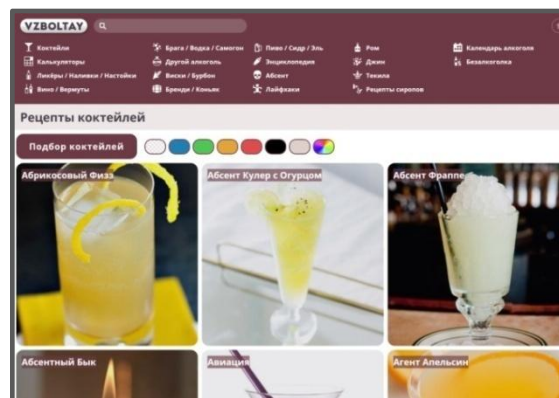 VZBOLTAY
Коктейли
Брага / Водка / Самогон
Пиво / Сидр / Эль
Ром
Календарь алкоголя
Калькуляторы
Другой алкоголь
Энциклопедия
Джин
Безалкоголка
Ликёры / Наливки / Настойки
Виски / Бурбон
Абсент
Текила
Вино / Вермуты
Бренди / Коньяк
Лайфхаки
Рецепты сиропов
Рецепты коктейлей
Подбор коктейлей
Абрикосовый Физз
Абсент Кулер с Огурцом
Абсент Фраппе
Абсентный Бык
Авиация
Агент Апельсин